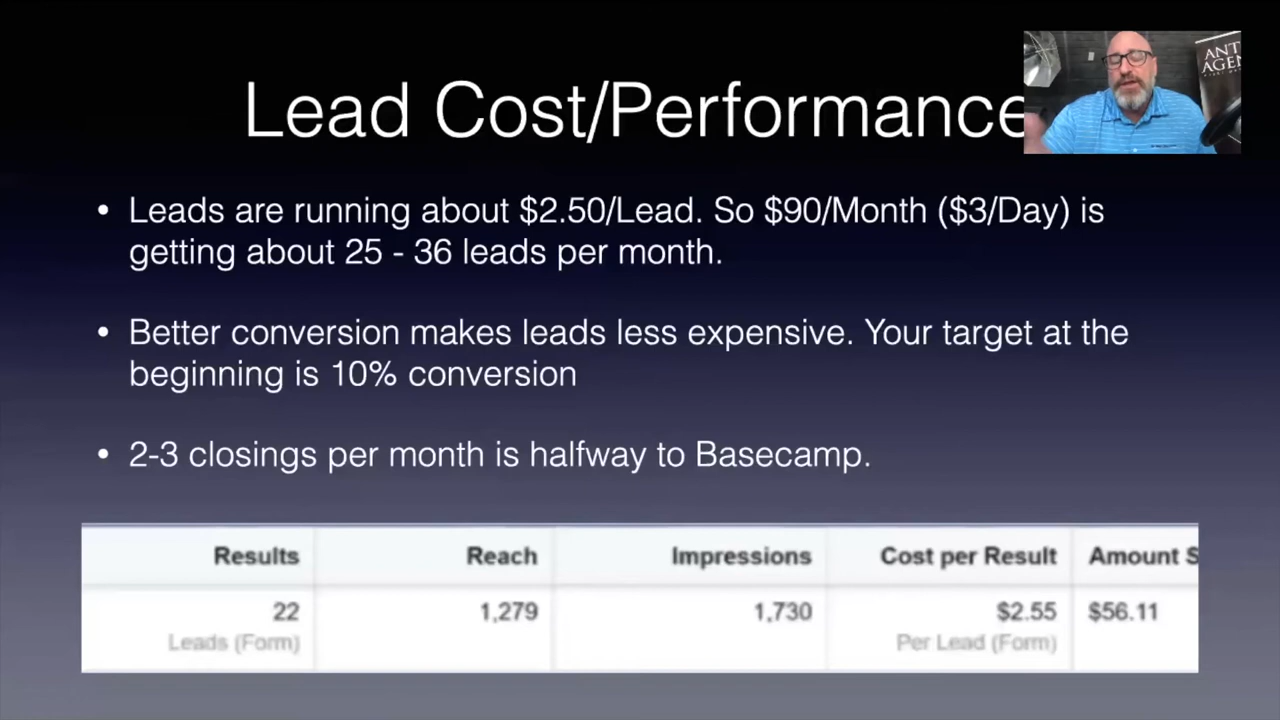 Lead Cost/Performance
• Leads are running about $2.50/Lead. So $90/Month ($3/Day) is
getting about 25 - 36 leads per month.
• Better conversion makes leads less expensive. Your target at the
beginning is 10% conversion
• 2-3 closings per month is halfway to Basecamp.
Results Reach Impressions Cost per Result Amount S
22 1,279 1,730 $2.55 $56.11
Leads (Form) Per Lead (Form)
ANT
AGEN